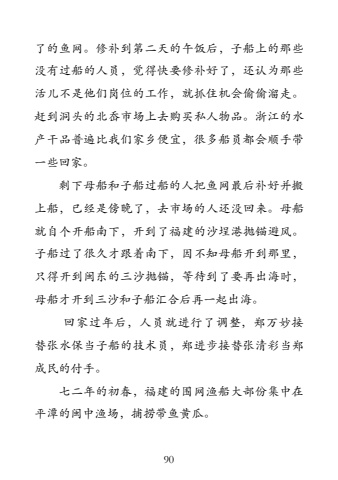 了的鱼网。修补到第二天的午饭后，子船上的那些
没有过船的人员，觉得快要修补好了，还认为那些
活儿不是他们岗位的工作，就抓住机会偷偷溜走。
赶到洞头的北岙市场上去购买私人物品。浙江的水
产干品普遍比我们家乡便宜，很多船员都会顺手带
一些回家。
剩下母船和子船过船的人把鱼网最后补好并搬
上船，已经是傍晚了，去市场的人还没回来。母船
就自个开船南下，开到了福建的沙埕港抛锚避风。
子船过了很久才跟着南下，因不知母船开到那里，
只得开到闽东的三沙抛锚，等待到了要再出海时，
母船才开到三沙和子船汇合后再一起出海。
回家过年后，人员就进行了调整，郑万妙接
替张水保当子船的技术员，郑进步接替张清彩当郑
成民的付手。
七二年的初春，福建的围网渔船大部份集中在
平潭的闽中渔场，捕捞带鱼黄瓜。
90